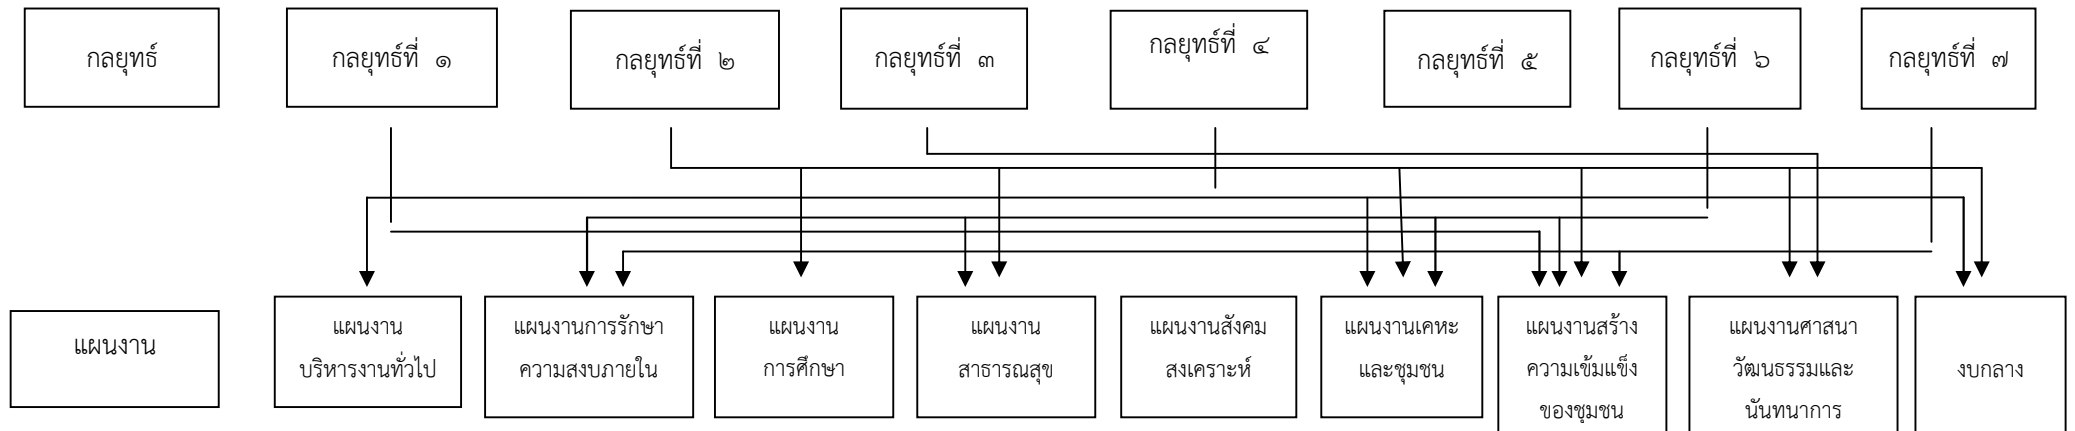 กลยุทธ์
กลยุทธ์ที่ ๑
กลยุทธ์ที่ ๒
กลยุทธ์ที่ ๓
กลยุทธ์ที่ ๔
กลยุทธ์ที่ ๕
กลยุทธ์ที่ ๖
กลยุทธ์ที่ ๗
แผนงาน
แผนงาน
บริหารงานทั่วไป
แผนงานการรักษา
ความสงบภายใน
แผนงาน
การศึกษา
แผนงาน
สาธารณสุข
แผนงานสังคม
สงเคราะห์
แผนงานเคหะ
และชุมชน
แผนงานสร้าง
ความเข้มแข็ง
ของชุมชน
แผนงานศาสนา
วัฒนธรรมและ
นันทนาการ
งบกลาง